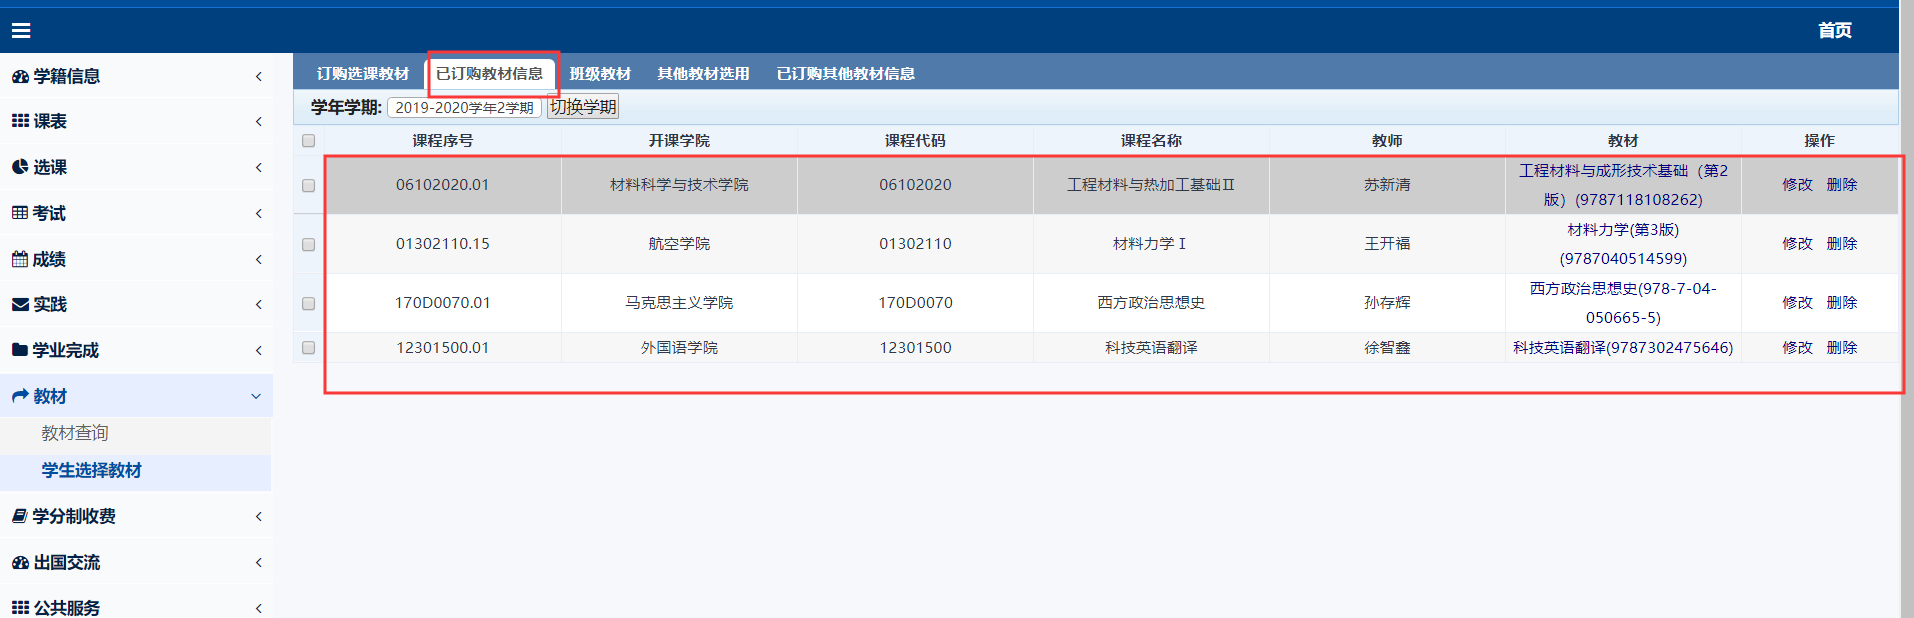 首页
学籍信息
课表
选课
考试
成绩
实践
学业完成
教材
教材查询
学生选择教材
学分制收费
出国交流
公共服务
订购选课教材 已订购教材信息 班级教材 其他教材选用 已订购其他教材信息
学年学期: 2019-2020学年2学期 切换学期
课程序号 开课学院 课程代码 课程名称 教师 教材 操作
06102020.01 材料科学与技术学院 06102020 工程材料与热加工基础Ⅱ 苏新清 工程材料与成形技术基础（第2
版）(9787118108262) 修改 删除
01302110.15 航空学院 01302110 材料力学Ⅰ 王开福 材料力学(第3版)
(9787040514599) 修改 删除
170D0070.01 马克思主义学院 170D0070 西方政治思想史 孙存辉 西方政治思想史(978-7-04-
050665-5) 修改 删除
12301500.01 外国语学院 12301500 科技英语翻译 徐智鑫 科技英语翻译(9787302475646) 修改 删除